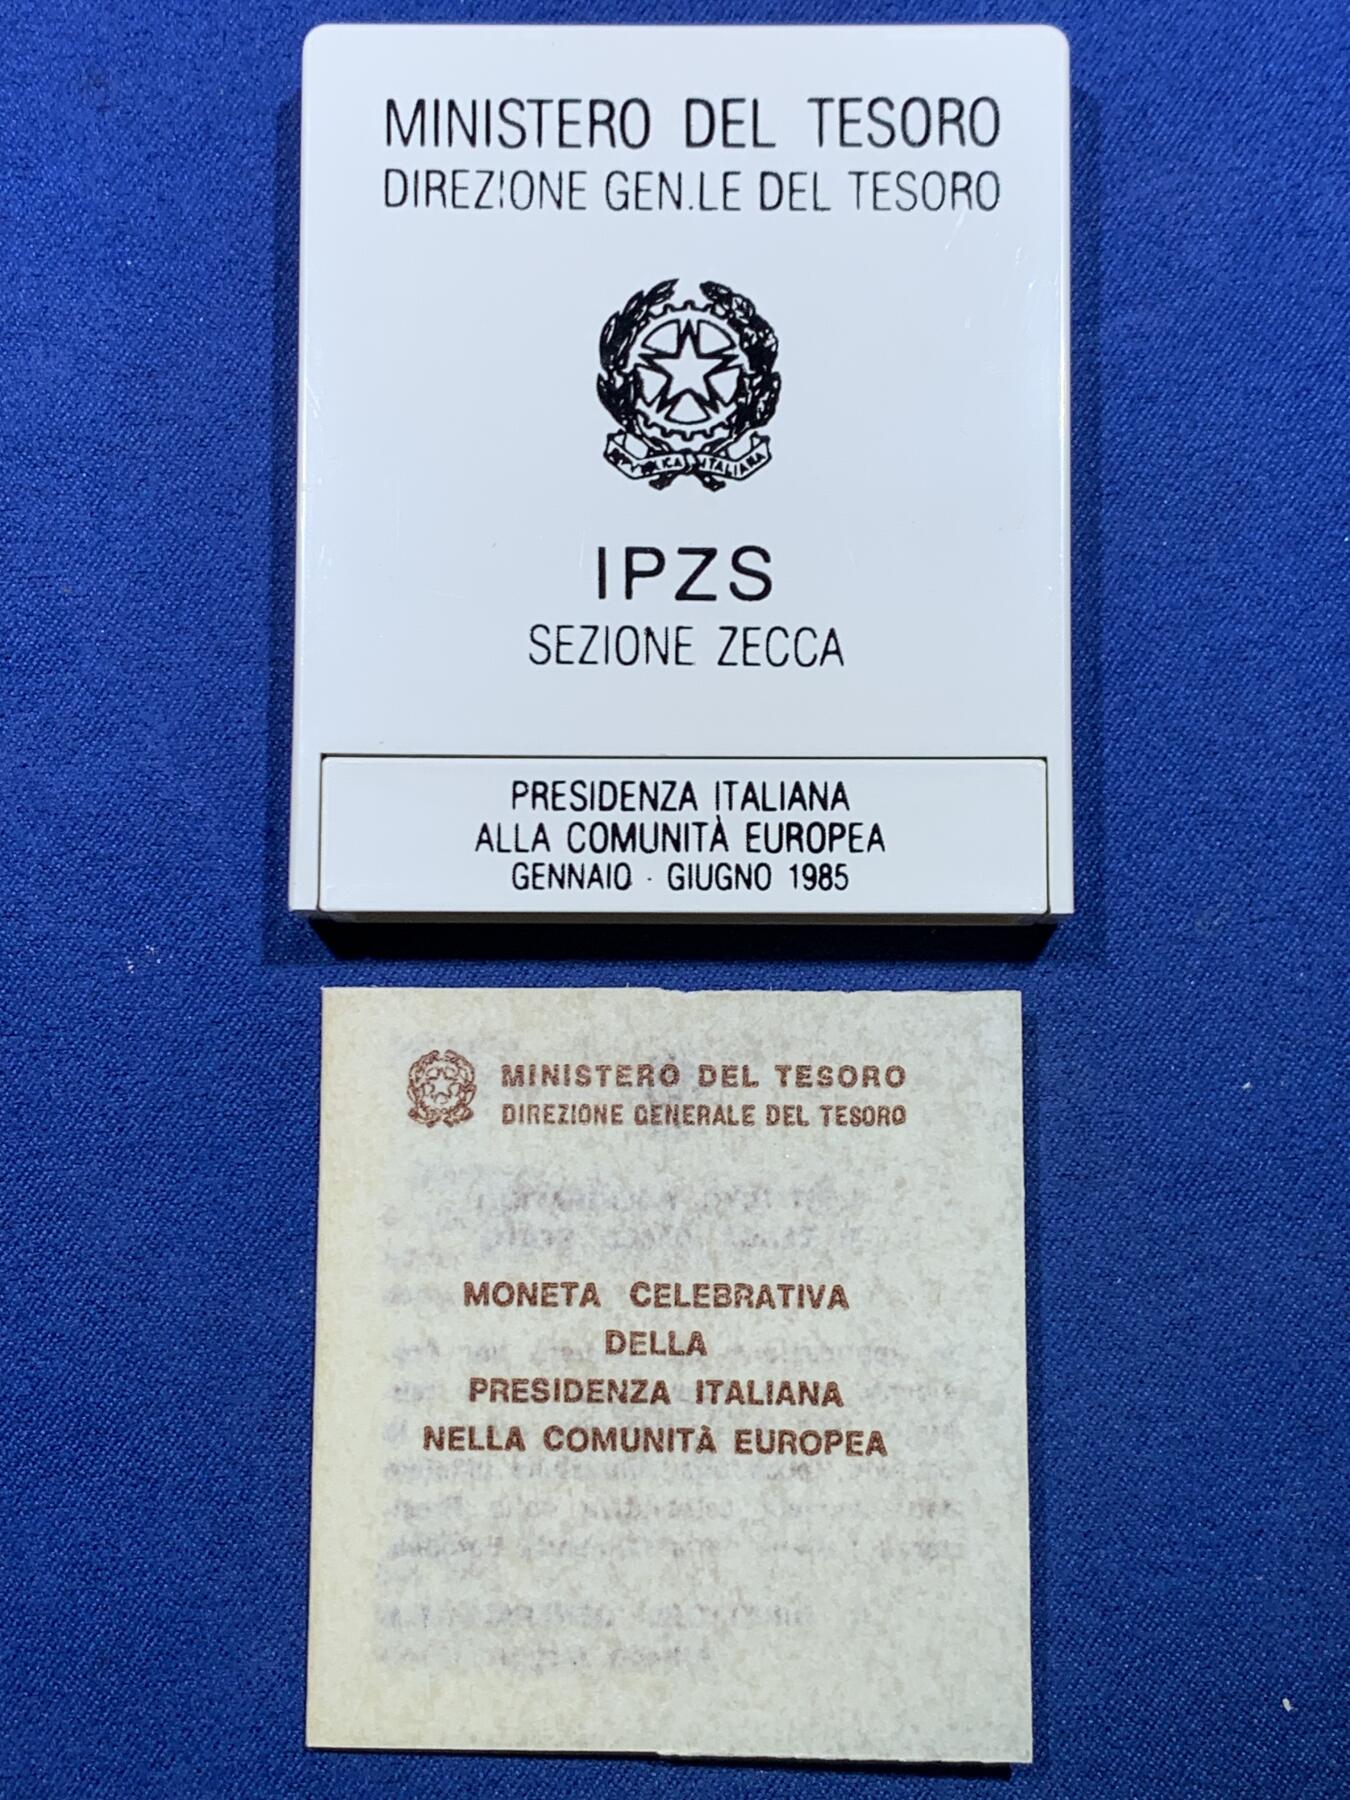 MINISTERO DEL TESORO
DIREZIONE GEN.LE DEL TESORO
ITALIANA
IPZS
SEZIONE ZECCA
PRESIDENZA ITALIANA
ALLA COMUNITÀ EUROPEA
GENNAIO - GIUGNO 1985
MINISTERO DEL TESORO
DIREZIONE GENERALE DEL TESORO
MONETA CELEBRATIVA
DELLA
PRESIDENZA ITALIANA
NELLA COMUNITÀ EUROPEA